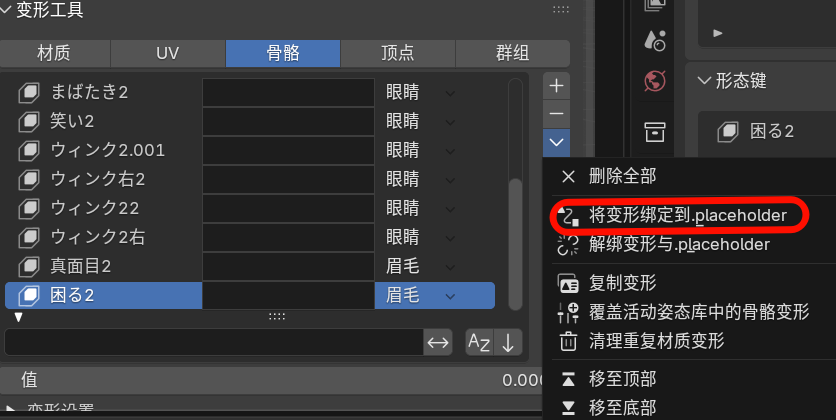 变形工具
材质 UV 骨骼 顶点 群组
まばたき2 眼睛
笑い2 眼睛
ウィンク2.001 眼睛
ウィンク右2 眼睛
ウィンク22 眼睛
ウィンク2右 眼睛
真面目2 眉毛
困る2 眉毛
AZ
值 0.00
变形设置
形态键
困る2
删除全部
将变形绑定到.placeholder
解绑变形与.placeholder
复制变形
覆盖活动姿态库中的骨骼变形
清理重复材质变形
移至顶部
移至底部